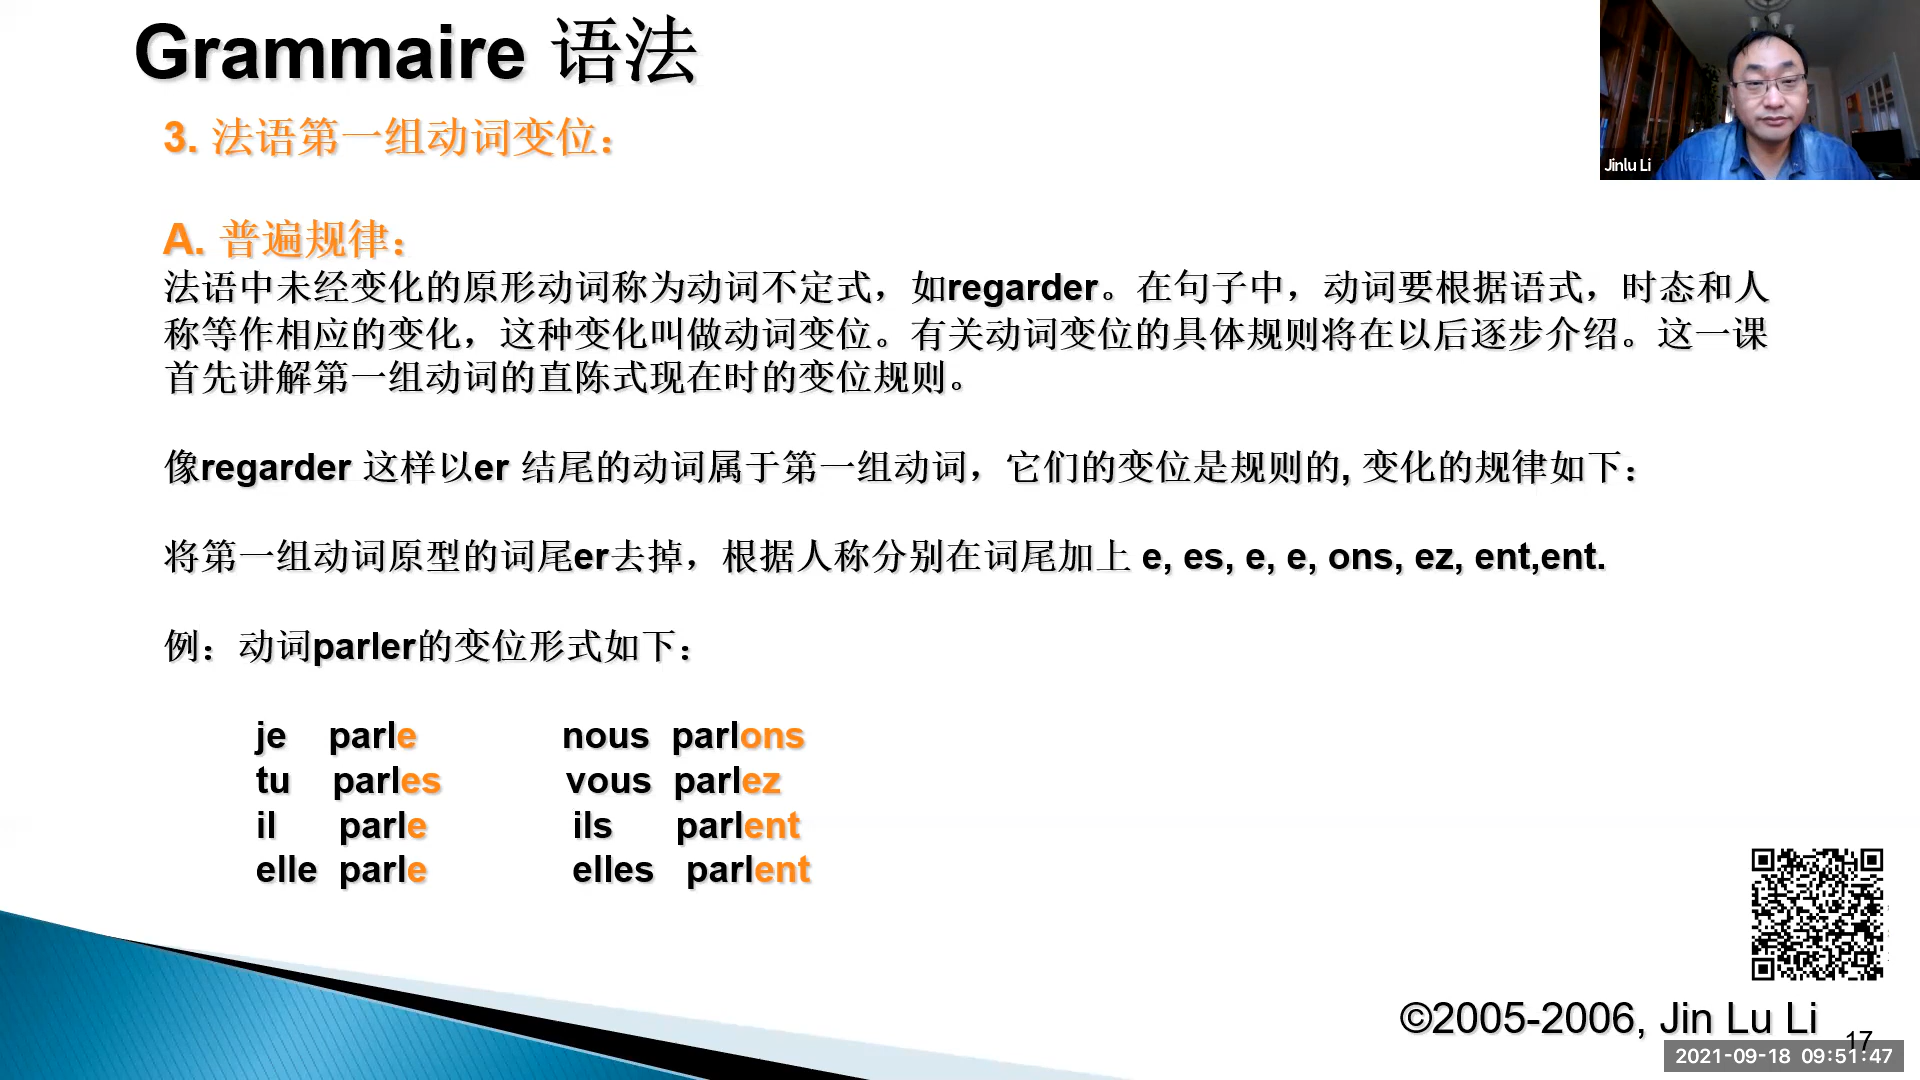 Grammaire 语法
Jinlu Li
3. 法语第一组动词变位：
A. 普遍规律：
法语中未经变化的原形动词称为动词不定式，如regarder。在句子中，动词要根据语式，时态和人
称等作相应的变化，这种变化叫做动词变位。有关动词变位的具体规则将在以后逐步介绍。这一课
首先讲解第一组动词的直陈式现在时的变位规则。
像regarder 这样以er 结尾的动词属于第一组动词，它们的变位是规则的, 变化的规律如下：
将第一组动词原型的词尾er去掉，根据人称分别在词尾加上 e, es, e, e, ons, ez, ent,ent.
例：动词parler的变位形式如下：
je parle nous parlons
tu parles vous parlez
il parle ils parlent
elle parle elles parlent
©2005-2006, Jin Lu Li
17
2021-09-18 09:51:47